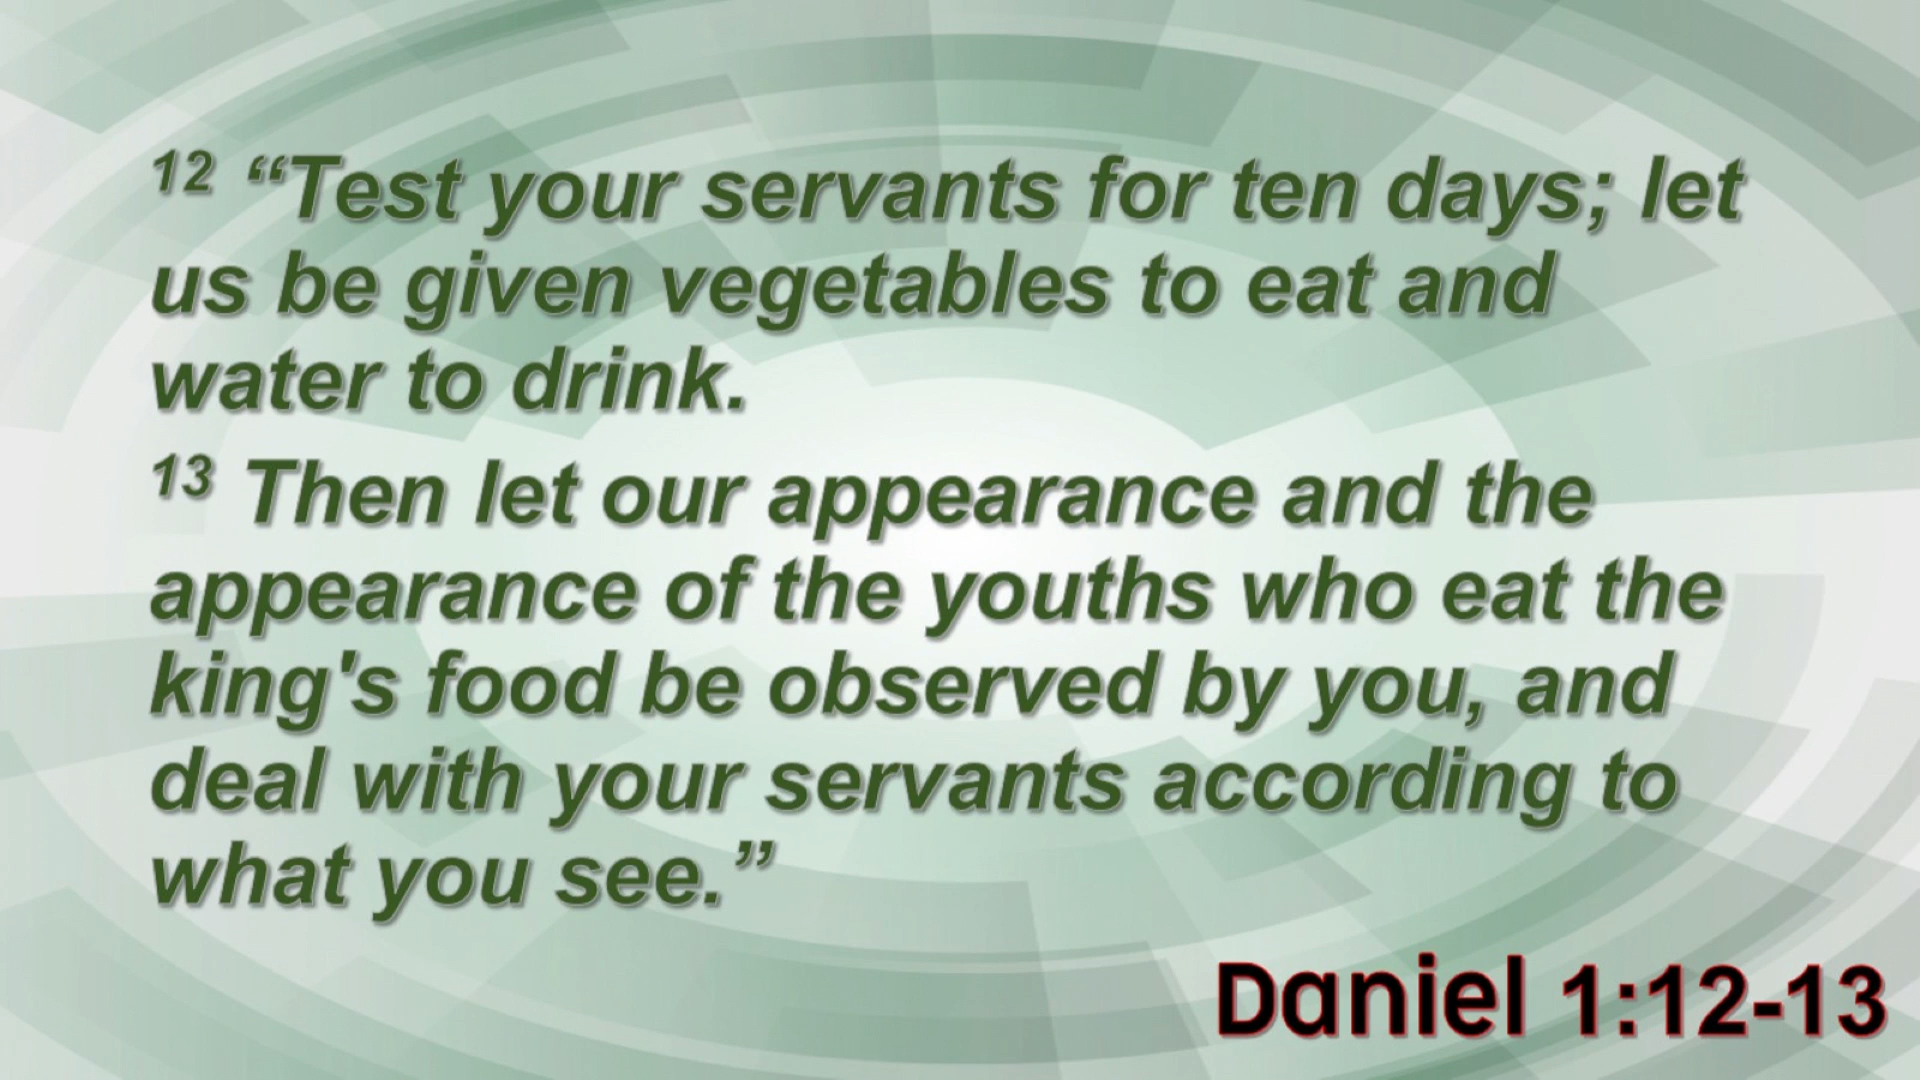 12 “Test your servants for ten days; let
us be given vegetables to eat and
water to drink.
13 Then let our appearance and the
appearance of the youths who eat the
king's food be observed by you, and
deal with your servants according to
what you see.”
Daniel 1:12-13